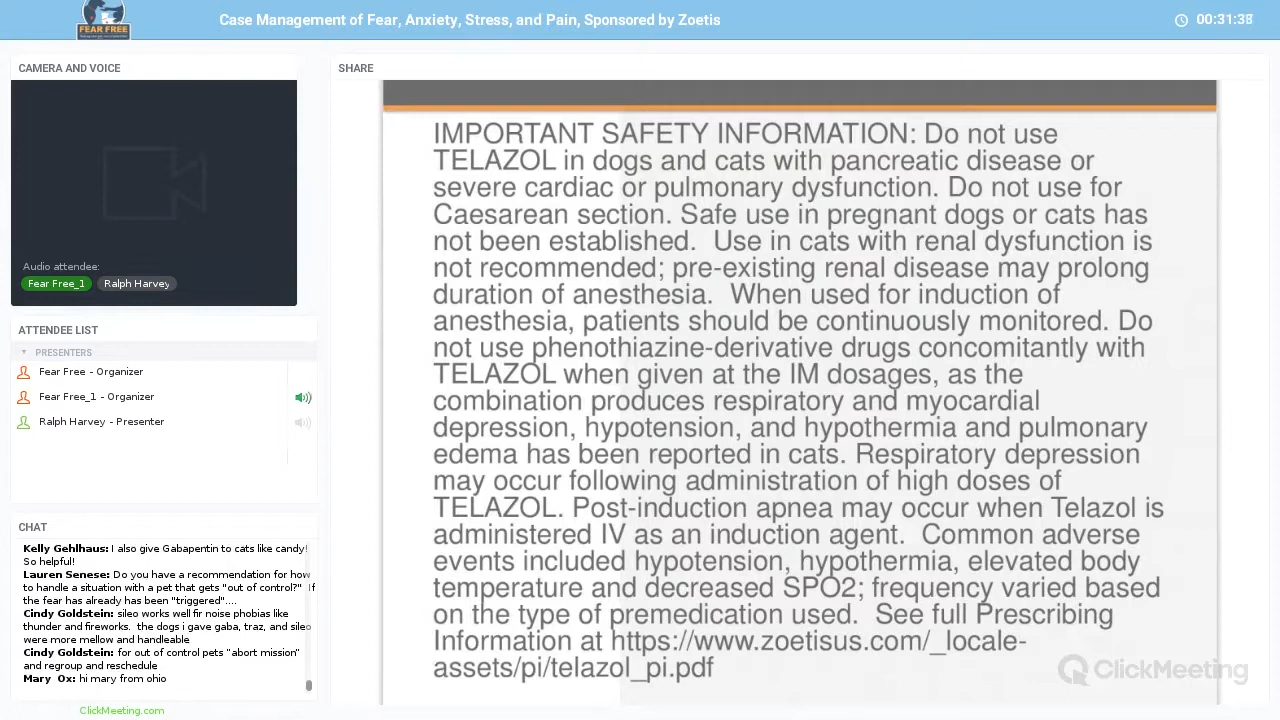 FEAR FREE
Case Management of Fear, Anxiety, Stress, and Pain, Sponsored by Zoetis
00:31:38
CAMERA AND VOICE
Audio attendee:
Fear Free_1 Ralph Harvey
ATTENDEE LIST
PRESENTERS
Fear Free - Organizer
Fear Free_1 - Organizer
Ralph Harvey - Presenter
CHAT
Kelly Gehlhaus: I also give Gabapentin to cats like candy!
So helpful!
Lauren Senese: Do you have a recommendation for how
to handle a situation with a pet that gets "out of control?" If
the fear has already has been "triggered"....
Cindy Goldstein: sileo works well fir noise phobias like
thunder and fireworks. the dogs i gave gaba, traz, and sileo
were more mellow and handleable
Cindy Goldstein: for out of control pets "abort mission"
and regroup and reschedule
Mary Ox: hi mary from ohio
ClickMeeting.com
SHARE
IMPORTANT SAFETY INFORMATION: Do not use
TELAZOL in dogs and cats with pancreatic disease or
severe cardiac or pulmonary dysfunction. Do not use for
Caesarean section. Safe use in pregnant dogs or cats has
not been established. Use in cats with renal dysfunction is
not recommended; pre-existing renal disease may prolong
duration of anesthesia. When used for induction of
anesthesia, patients should be continuously monitored. Do
not use phenothiazine-derivative drugs concomitantly with
TELAZOL when given at the IM dosages, as the
combination produces respiratory and myocardial
depression, hypotension, and hypothermia and pulmonary
edema has been reported in cats. Respiratory depression
may occur following administration of high doses of
TELAZOL. Post-induction apnea may occur when Telazol is
administered IV as an induction agent. Common adverse
events included hypotension, hypothermia, elevated body
temperature and decreased SPO2; frequency varied based
on the type of premedication used. See full Prescribing
Information at https://www.zoetisus.com/_locale-
assets/pi/telazol_pi.pdf
ClickMeeting